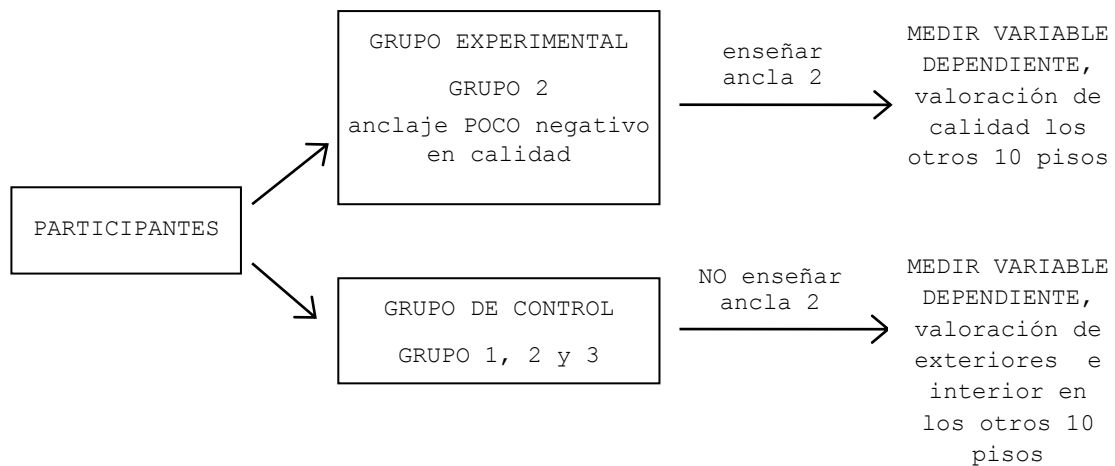 PARTICIPANTES
GRUPO EXPERIMENTAL
GRUPO 2
anclaje POCO negativo
en calidad
enseñar
ancla 2
MEDIR VARIABLE
DEPENDIENTE,
valoración de
calidad los
otros 10 pisos
GRUPO DE CONTROL
GRUPO 1, 2 y 3
NO enseñar
ancla 2
MEDIR VARIABLE
DEPENDIENTE,
valoración de
exteriores e
interior en
los otros 10
pisos